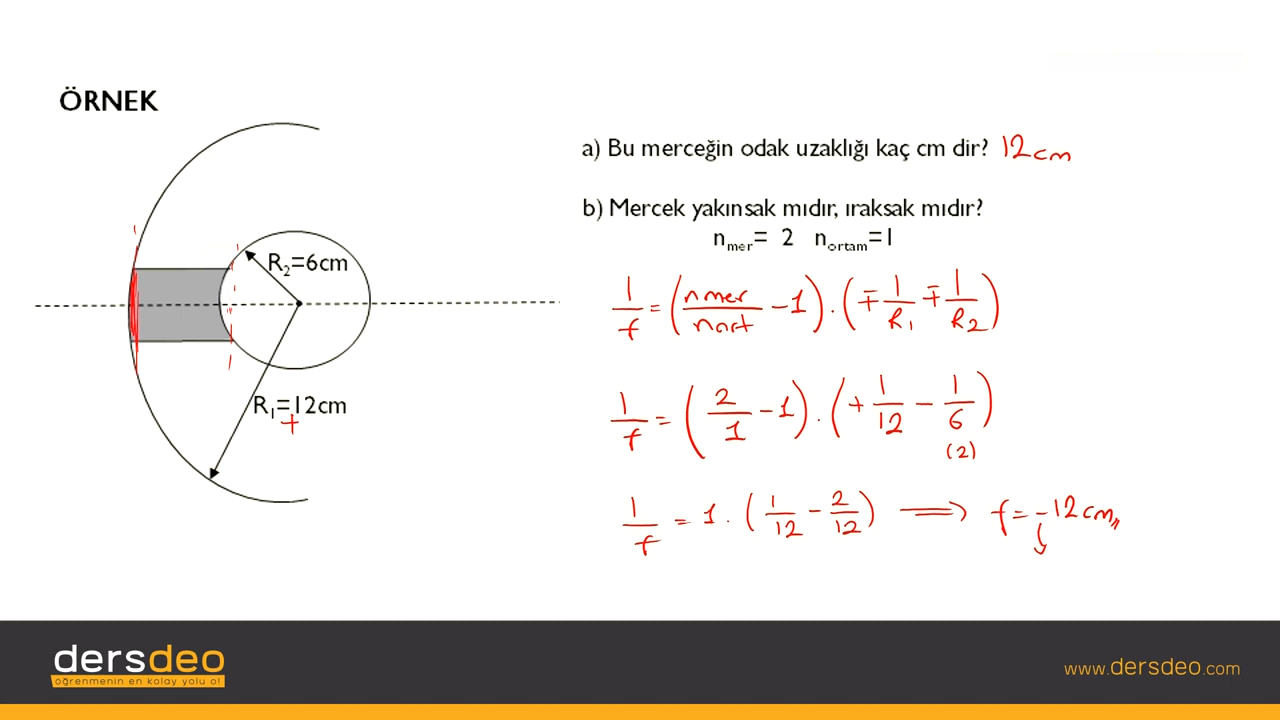 ÖRNEK
a) Bu merceğin odak uzaklığı kaç cm dir? 12cm
b) Mercek yakınsak mıdır, ıraksak mıdır?
nmer= 2 nortam=1
R2=6cm
R1=12cm
+
1/f = (nmer/nort - 1) . (∓ 1/R1 ∓ 1/R2)
1/f = (2/1 - 1) . (+ 1/12 - 1/6)
(2)
1/f = 1 . (1/12 - 2/12) ⟹ f = -12cm,,
dersdeo
öğrenmenin en kolay yolu o!
www.dersdeo.com